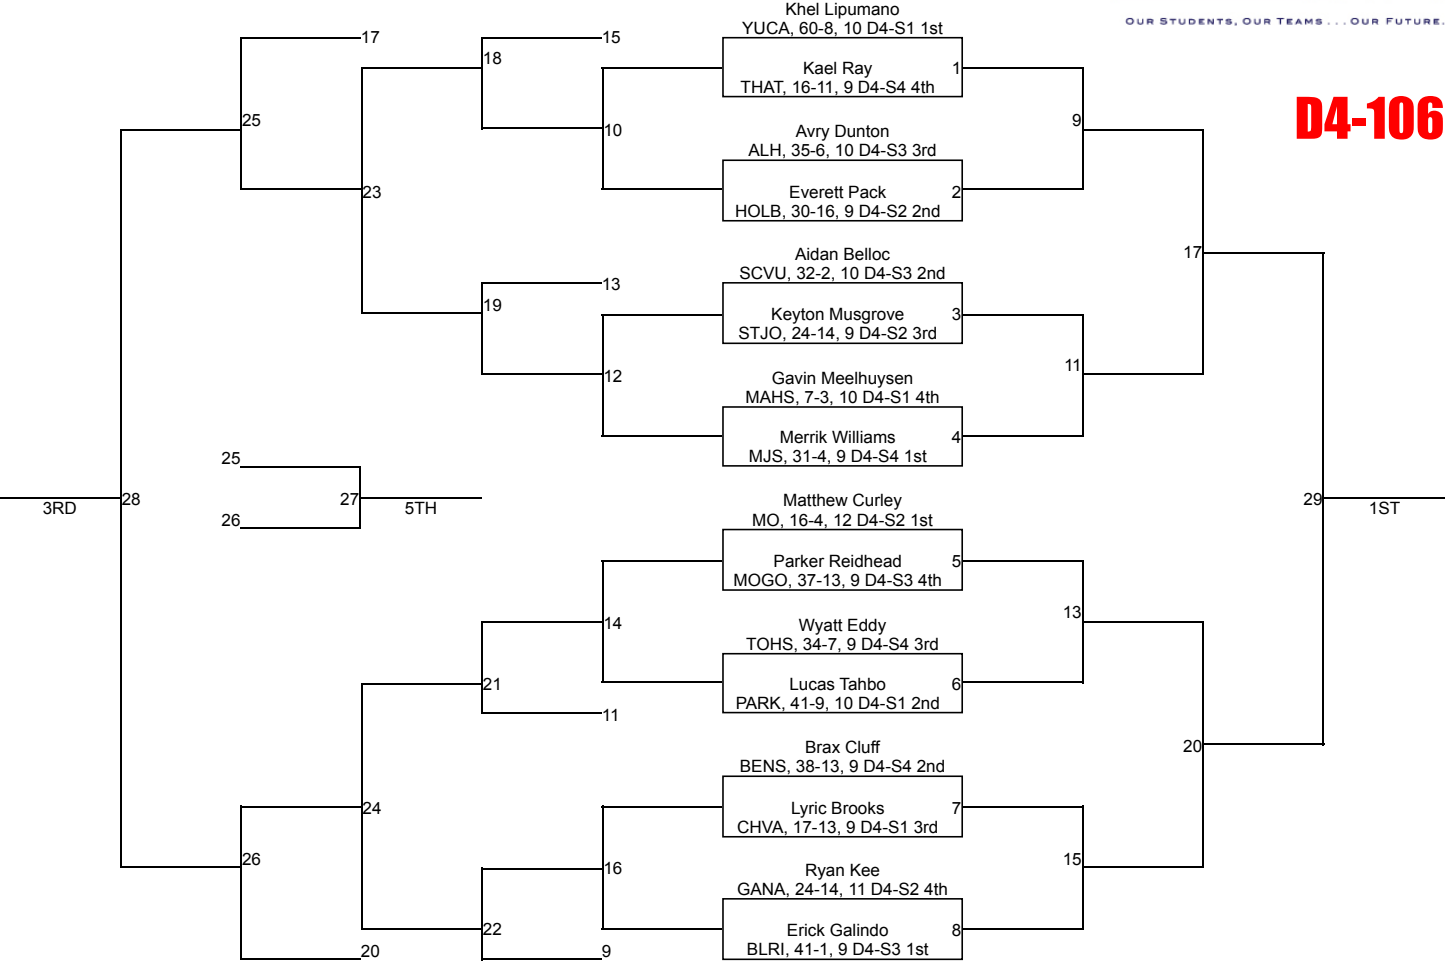 Khel Lipumano
OUR STUDENTS, OUR TEAMS . . . OUR FUTURE.
YUCA, 60-8, 10 D4-S1 1st
17
15
18
Kael Ray
1
THAT, 16-11, 9 D4-S4 4th
D4-106
25
9
10
Avry Dunton
ALH, 35-6, 10 D4-S3 3rd
23
Everett Pack
2
HOLB, 30-16, 9 D4-S2 2nd
Aidan Belloc
17
SCVU, 32-2, 10 D4-S3 2nd
13
19
Keyton Musgrove
3
STJO, 24-14, 9 D4-S2 3rd
11
12
Gavin Meelhuysen
MAHS, 7-3, 10 D4-S1 4th
Merrik Williams
4
MJS, 31-4, 9 D4-S4 1st
25
28
27
29
3RD
5TH
1ST
Matthew Curley
26
MO, 16-4, 12 D4-S2 1st
Parker Reidhead
5
MOGO, 37-13, 9 D4-S3 4th
13
14
Wyatt Eddy
TOHS, 34-7, 9 D4-S4 3rd
21
Lucas Tahbo
6
PARK, 41-9, 10 D4-S1 2nd
11
Brax Cluff
20
BENS, 38-13, 9 D4-S4 2nd
24
Lyric Brooks
7
CHVA, 17-13, 9 D4-S1 3rd
26
15
16
Ryan Kee
GANA, 24-14, 11 D4-S2 4th
22
Erick Galindo
8
BLRI, 41-1, 9 D4-S3 1st
20
9